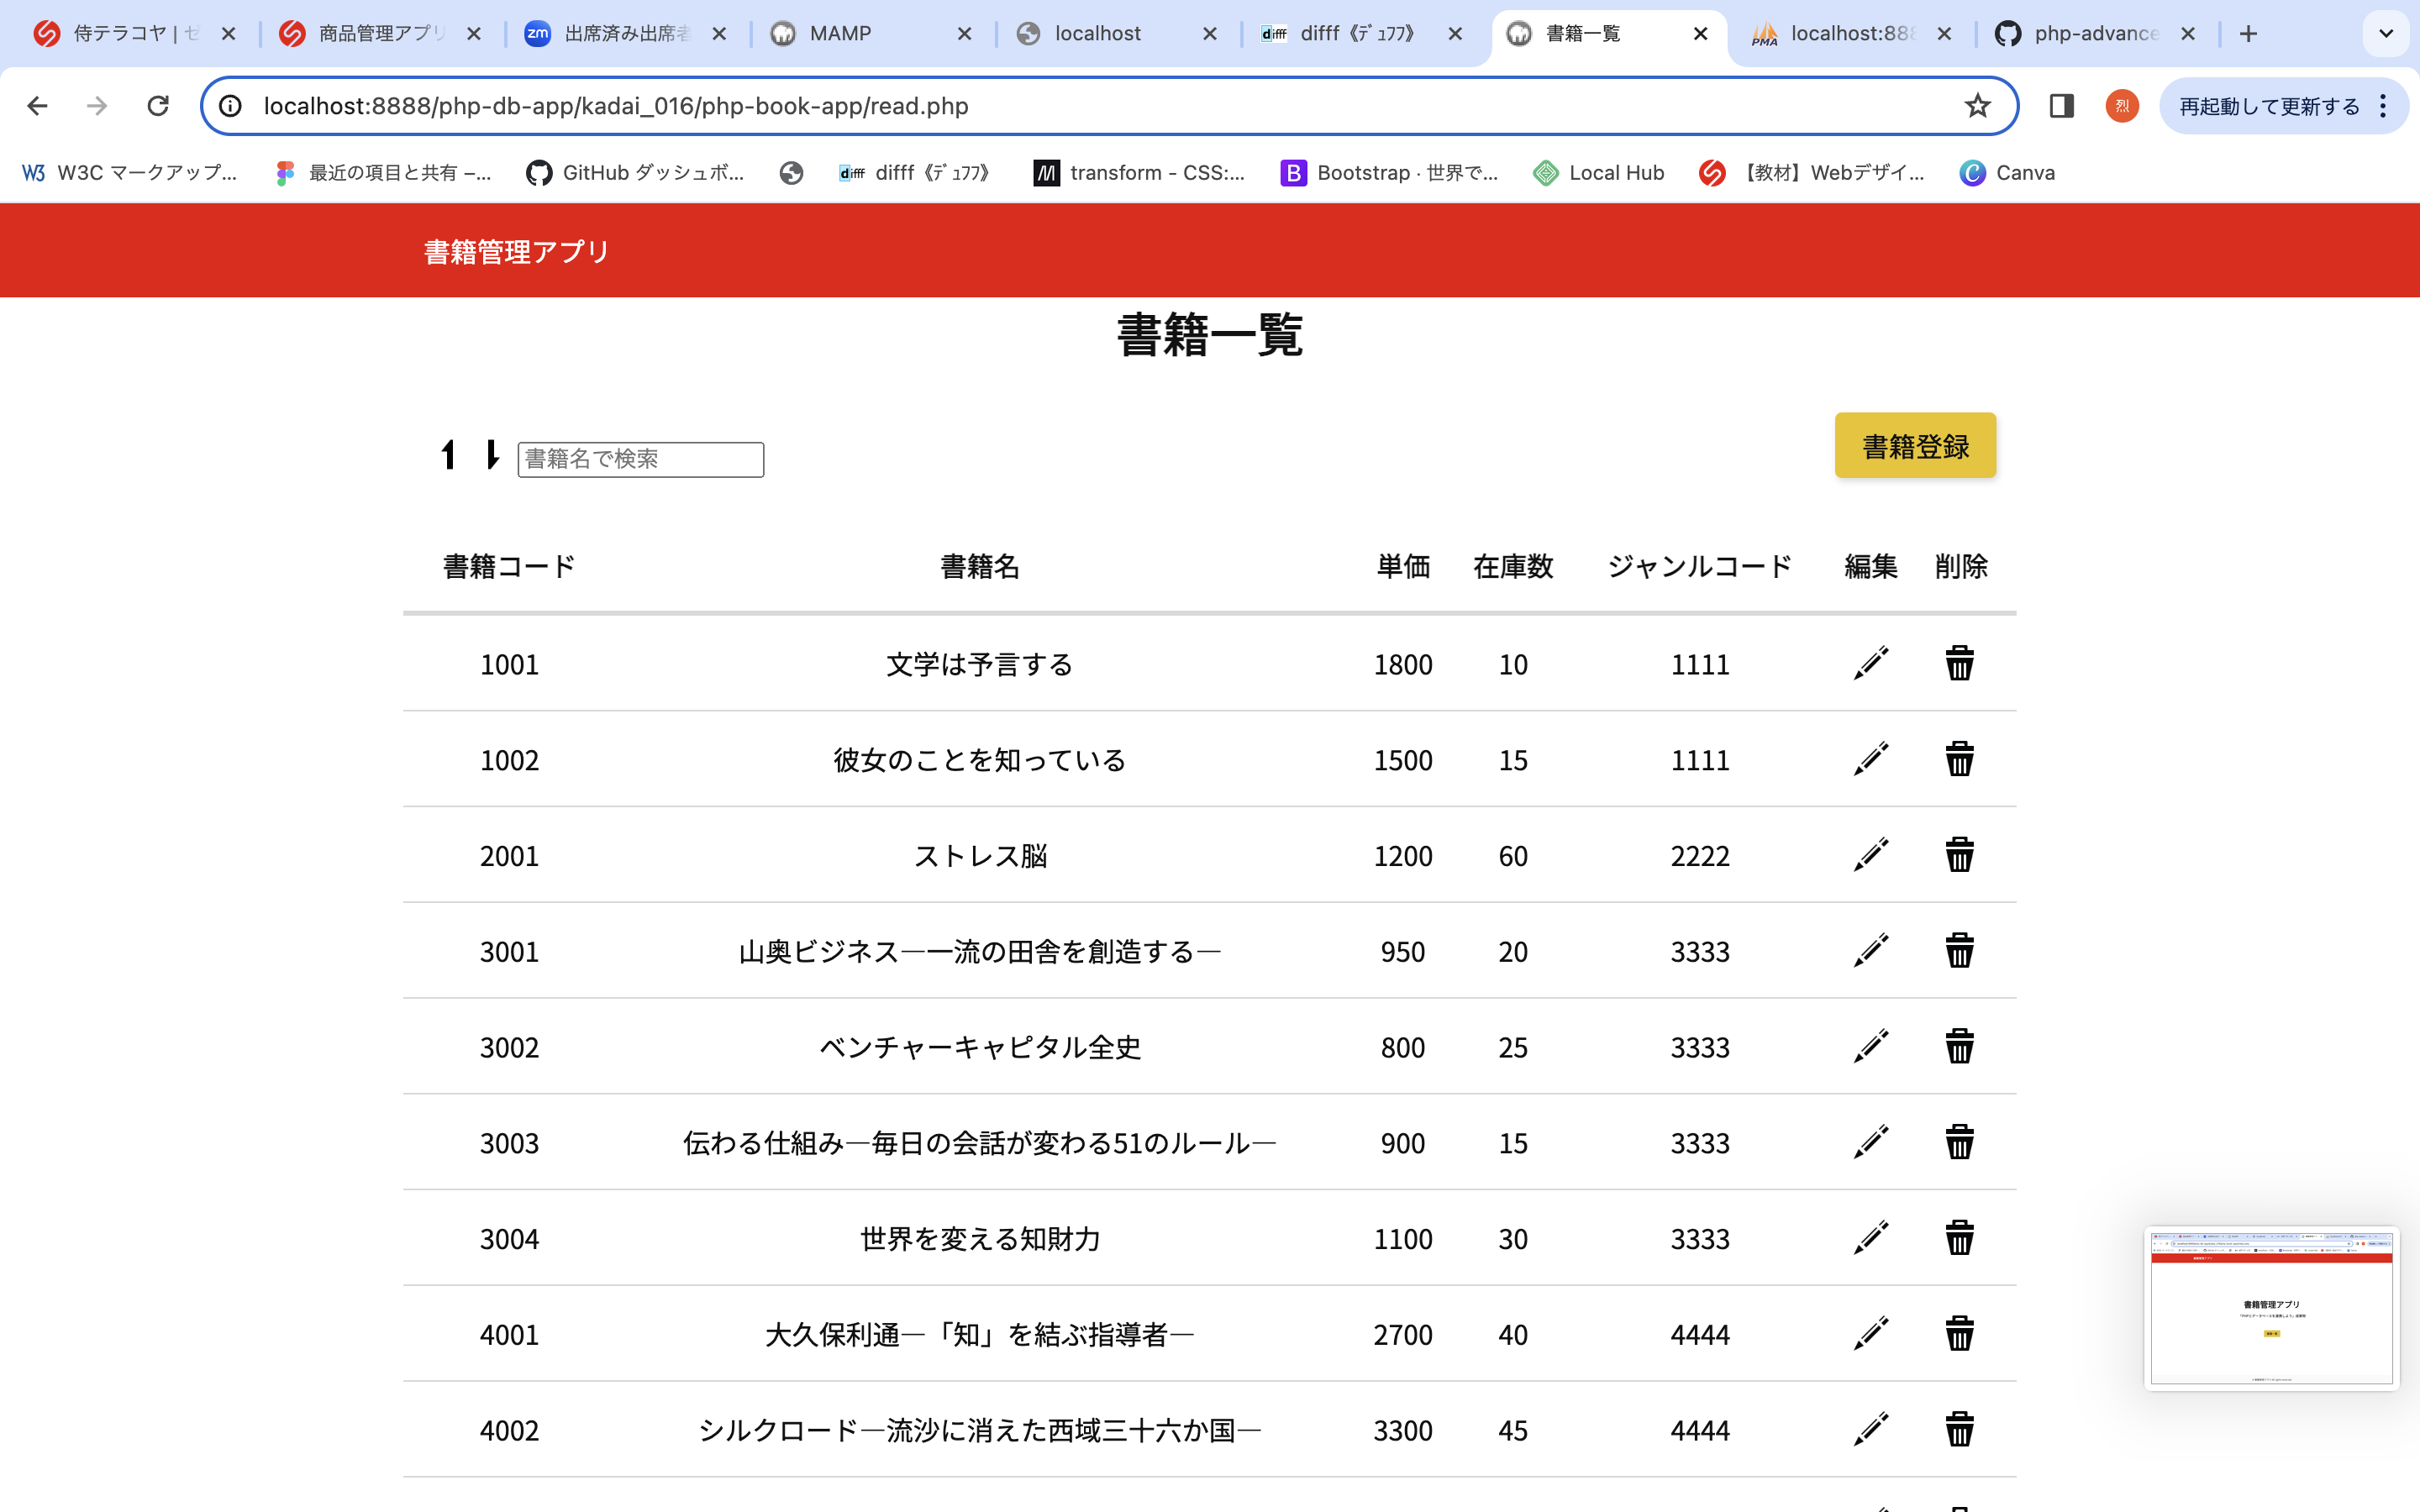 侍テラコヤ | ゼ
商品管理アプリ
zm 出席済み出席者
MAMP
localhost
difff difff《ﾃﾞｭﾌﾌ》
書籍一覧
PMA localhost:888
php-advance
localhost:8888/php-db-app/kadai_016/php-book-app/read.php
烈
再起動して更新する
W3 W3C マークアップ...
最近の項目と共有 –...
GitHub ダッシュボ...
difff difff《ﾃﾞｭﾌﾌ》
M transform - CSS:...
B Bootstrap · 世界で...
Local Hub
【教材】Webデザイ...
C Canva
書籍管理アプリ
書籍一覧
書籍名で検索
書籍登録
書籍コード 書籍名 単価 在庫数 ジャンルコード 編集 削除
1001 文学は予言する 1800 10 1111
1002 彼女のことを知っている 1500 15 1111
2001 ストレス脳 1200 60 2222
3001 山奥ビジネス―一流の田舎を創造する― 950 20 3333
3002 ベンチャーキャピタル全史 800 25 3333
3003 伝わる仕組み―毎日の会話が変わる51のルール― 900 15 3333
3004 世界を変える知財力 1100 30 3333
4001 大久保利通―「知」を結ぶ指導者― 2700 40 4444
4002 シルクロード―流沙に消えた西域三十六か国― 3300 45 4444
書籍管理アプリ